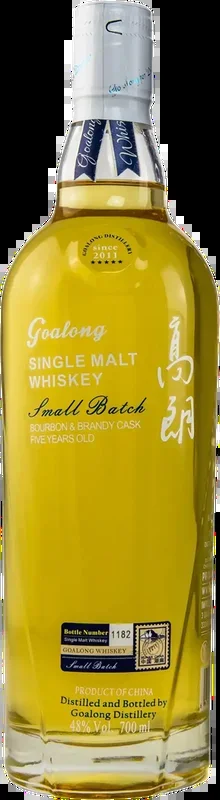 Goalong
Whis
GOALONG DISTILLERY
since
2011
★★★★★
Goalong
SINGLE MALT
WHISKEY
Small Batch
BOURBON & BRANDY CASK
FIVE YEARS OLD
高朗
Bottle Number 1182
Single Malt Whiskey
GOALONG WHISKEY
Small Batch
PRODUCT OF CHINA
Distilled and Bottled by
Goalong Distillery
48% Vol 700 ml